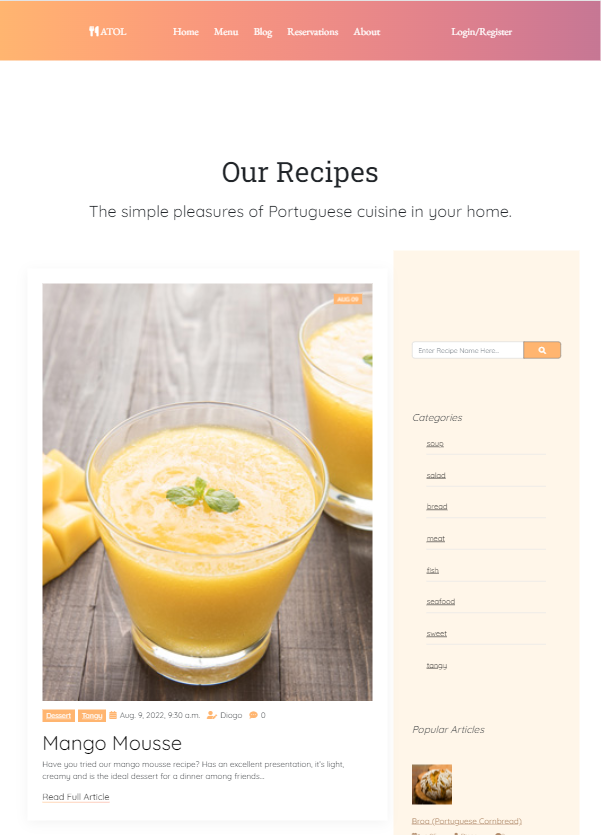 ATOL Home Menu Blog Reservations About Login/Register
Our Recipes
The simple pleasures of Portuguese cuisine in your home.
AUG 09
Dessert Tangy Aug. 9, 2022, 9:30 a.m. Diogo 0
Mango Mousse
Have you tried our mango mousse recipe? Has an excellent presentation, it's light,
creamy and is the ideal dessert for a dinner among friends...
Read Full Article
Enter Recipe Name Here...
Categories
soup
salad
bread
meat
fish
seafood
sweet
tangy
Popular Articles
Broa (Portuguese Cornbread)